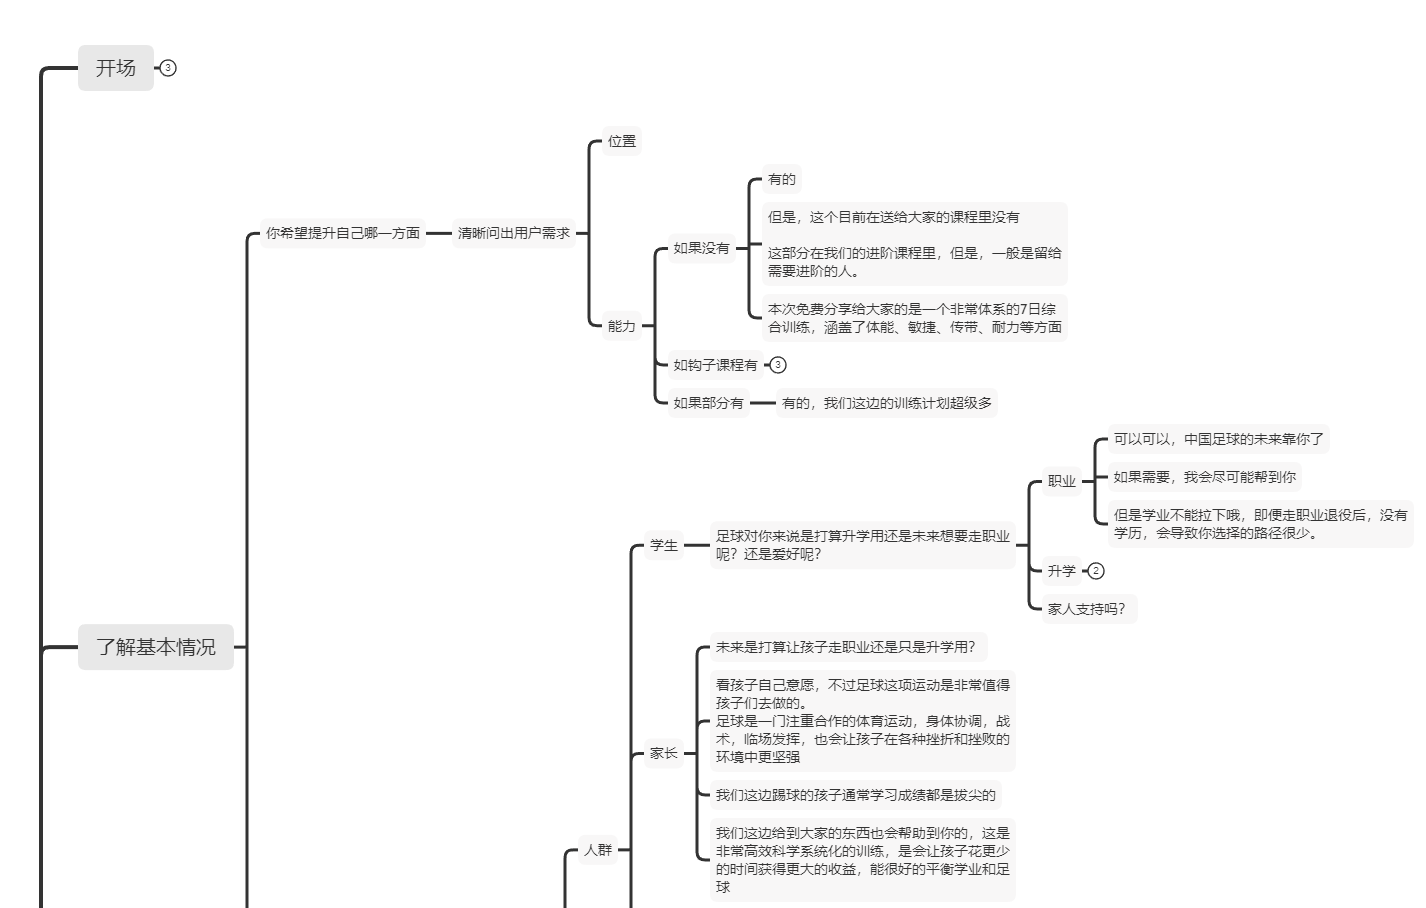 开场
3
位置
有的
但是，这个目前在送给大家的课程里没有
这部分在我们的进阶课程里，但是，一般是留给
需要进阶的人。
你希望提升自己哪一方面
清晰问出用户需求
如果没有
本次免费分享给大家的是一个非常体系的7日综
合训练，涵盖了体能、敏捷、传带、耐力等方面
能力
如钩子课程有
3
如果部分有
有的，我们这边的训练计划超级多
可以可以，中国足球的未来靠你了
职业
如果需要，我会尽可能帮到你
但是学业不能拉下哦，即便走职业退役后，没有
学历，会导致你选择的路径很少。
学生
足球对你来说是打算升学用还是未来想要走职业
呢？还是爱好呢？
升学
2
家人支持吗？
了解基本情况
未来是打算让孩子走职业还是只是升学用？
看孩子自己意愿，不过足球这项运动是非常值得
孩子们去做的。
足球是一门注重合作的体育运动，身体协调，战
术，临场发挥，也会让孩子在各种挫折和挫败的
环境中更坚强
家长
我们这边踢球的孩子通常学习成绩都是拔尖的
我们这边给到大家的东西也会帮助到你的，这是
非常高效科学系统化的训练，是会让孩子花更少
的时间获得更大的收益，能很好的平衡学业和足
球
人群